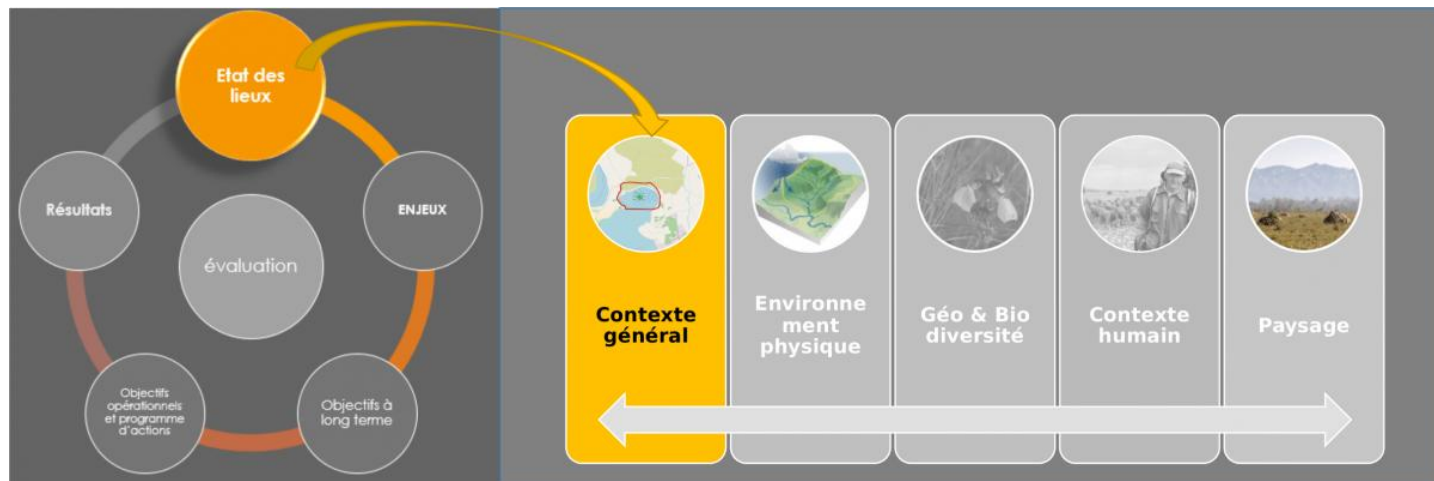 Etat des
lieux
Résultats
ENJEUX
évaluation
Objectifs
opérationnels
et programme
d'actions
Objectifs à
long terme
Contexte
général
Environne
ment
physique
Géo & Bio
diversité
Contexte
humain
Paysage